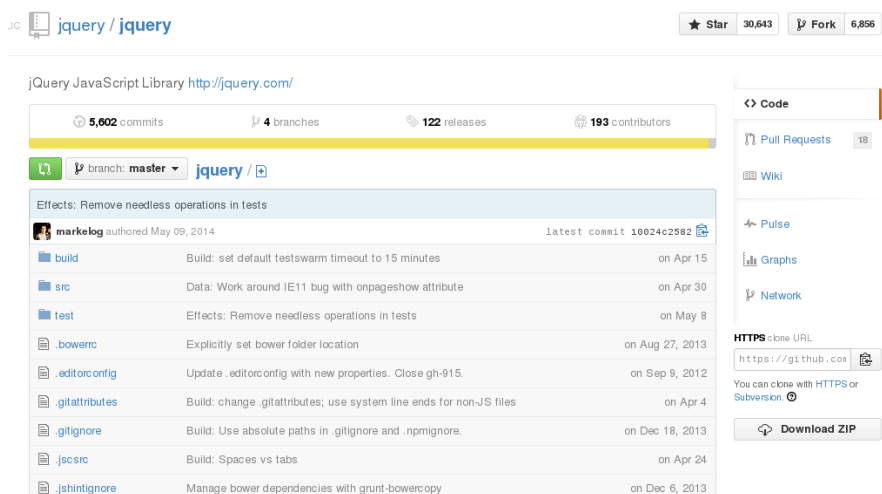 jquery / jquery
Star 30,643 Fork 6,856
jQuery JavaScript Library http://jquery.com/
5,602 commits 4 branches 122 releases 193 contributors
branch: master jquery /
Effects: Remove needless operations in tests
markelog authored May 09, 2014 latest commit 10024c2582
build Build: set default testswarm timeout to 15 minutes on Apr 15
src Data: Work around IE11 bug with onpageshow attribute on Apr 30
test Effects: Remove needless operations in tests on May 8
.bowerrc Explicitly set bower folder location on Aug 27, 2013
.editorconfig Update .editorconfig with new properties. Close gh-915. on Sep 9, 2012
.gitattributes Build: change .gitattributes; use system line ends for non-JS files on Apr 4
.gitignore Build: Use absolute paths in .gitignore and .npmignore. on Dec 18, 2013
.jscsrc Build: Spaces vs tabs on Apr 24
.jshintignore Manage bower dependencies with grunt-bowercopy on Dec 6, 2013
Code
Pull Requests 18
Wiki
Pulse
Graphs
Network
HTTPS clone URL
https://github.com
You can clone with HTTPS or
Subversion.
Download ZIP